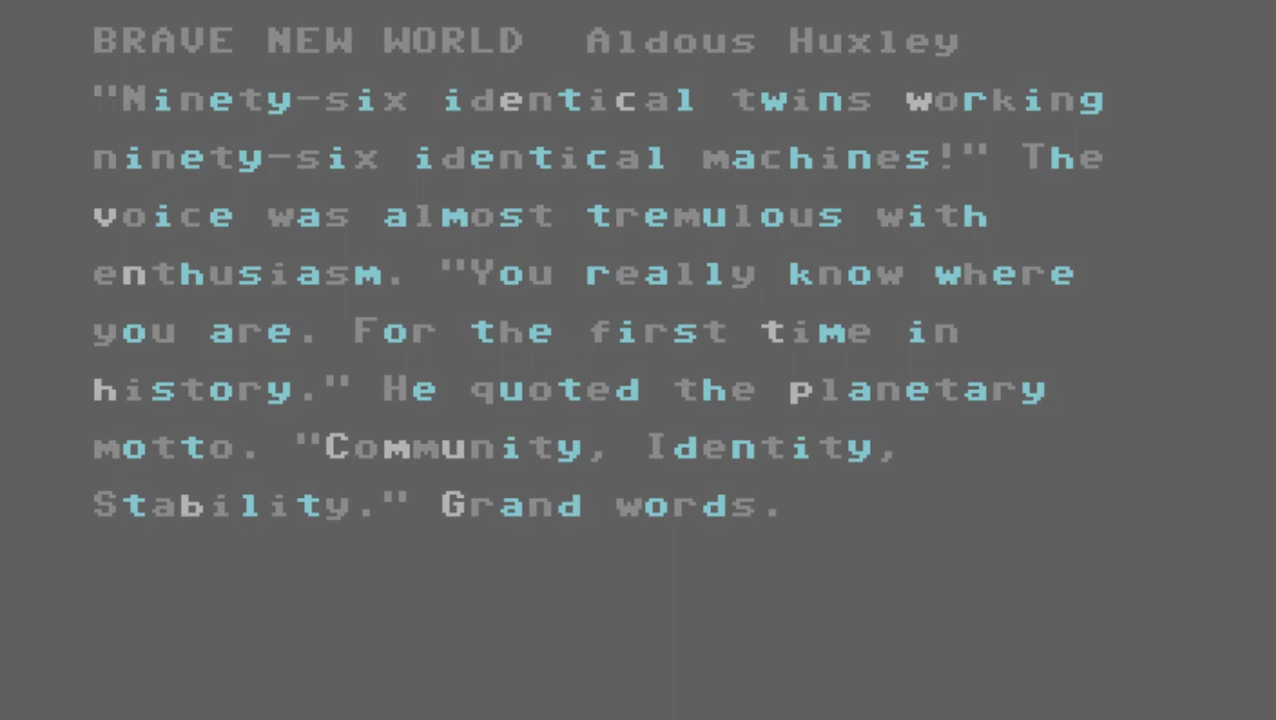 BRAVE NEW WORLD  Aldous Huxley
"Ninety-six identical twins working
ninety-six identical machines!" The
voice was almost tremulous with
enthusiasm. "You really know where
you are. For the first time in
history." He quoted the planetary
motto. "Community, Identity,
Stability." Grand words.